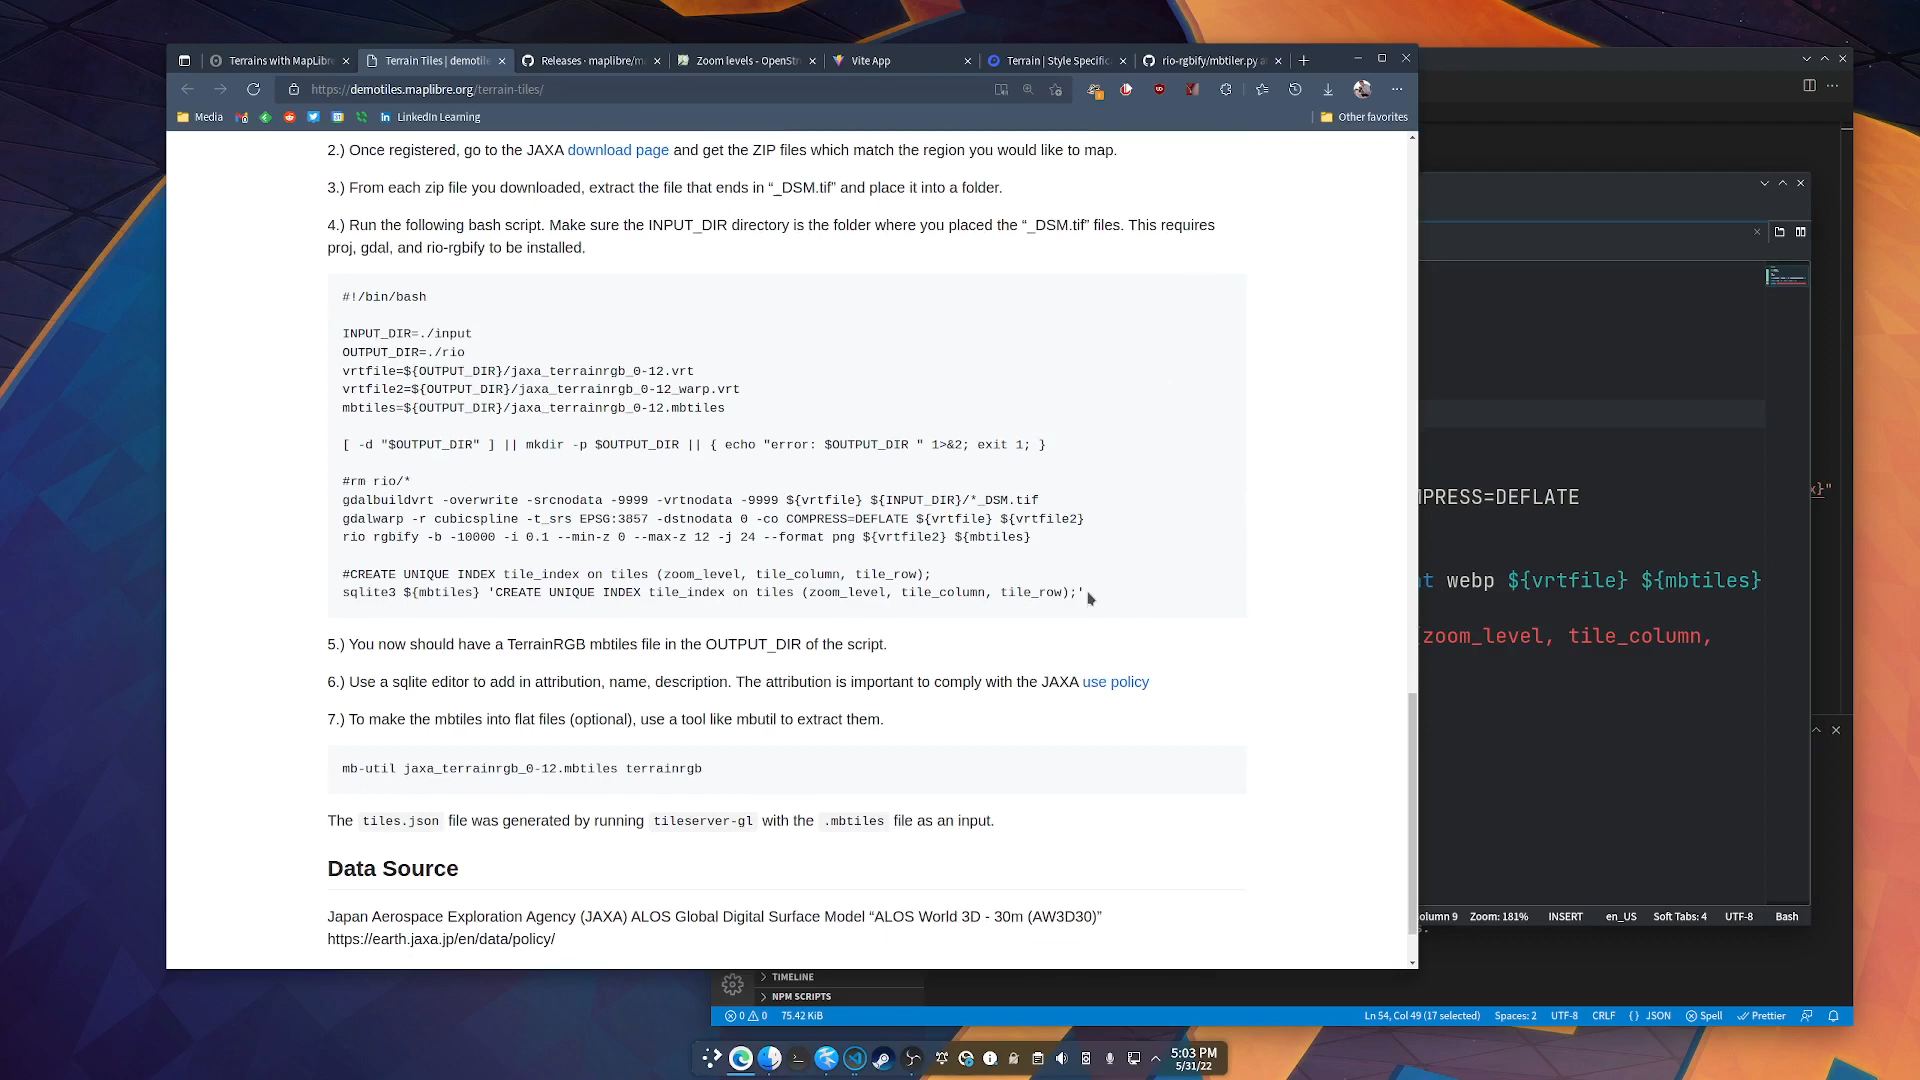 Terrains with MapLibre
Terrain Tiles | demotile
Releases · maplibre/ma
Zoom levels - OpenStr
Vite App
Terrain | Style Specific
rio-rgbify/mbtiler.py a
https://demotiles.maplibre.org/terrain-tiles/
Media
LinkedIn Learning
Other favorites
2.) Once registered, go to the JAXA download page and get the ZIP files which match the region you would like to map.
3.) From each zip file you downloaded, extract the file that ends in “_DSM.tif” and place it into a folder.
4.) Run the following bash script. Make sure the INPUT_DIR directory is the folder where you placed the “_DSM.tif” files. This requires
proj, gdal, and rio-rgbify to be installed.
#!/bin/bash
INPUT_DIR=./input
OUTPUT_DIR=./rio
vrtfile=${OUTPUT_DIR}/jaxa_terrainrgb_0-12.vrt
vrtfile2=${OUTPUT_DIR}/jaxa_terrainrgb_0-12_warp.vrt
mbtiles=${OUTPUT_DIR}/jaxa_terrainrgb_0-12.mbtiles
[ -d "$OUTPUT_DIR" ] || mkdir -p $OUTPUT_DIR || { echo "error: $OUTPUT_DIR " 1>&2; exit 1; }
#rm rio/*
gdalbuildvrt -overwrite -srcnodata -9999 -vrtnodata -9999 ${vrtfile} ${INPUT_DIR}/*_DSM.tif
gdalwarp -r cubicspline -t_srs EPSG:3857 -dstnodata 0 -co COMPRESS=DEFLATE ${vrtfile} ${vrtfile2}
rio rgbify -b -10000 -i 0.1 --min-z 0 --max-z 12 -j 24 --format png ${vrtfile2} ${mbtiles}
#CREATE UNIQUE INDEX tile_index on tiles (zoom_level, tile_column, tile_row);
sqlite3 ${mbtiles} 'CREATE UNIQUE INDEX tile_index on tiles (zoom_level, tile_column, tile_row);'
5.) You now should have a TerrainRGB mbtiles file in the OUTPUT_DIR of the script.
6.) Use a sqlite editor to add in attribution, name, description. The attribution is important to comply with the JAXA use policy
7.) To make the mbtiles into flat files (optional), use a tool like mbutil to extract them.
mb-util jaxa_terrainrgb_0-12.mbtiles terrainrgb
The tiles.json file was generated by running tileserver-gl with the .mbtiles file as an input.
Data Source
Japan Aerospace Exploration Agency (JAXA) ALOS Global Digital Surface Model “ALOS World 3D - 30m (AW3D30)”
https://earth.jaxa.jp/en/data/policy/
x}"
MPRESS=DEFLATE
at webp ${vrtfile} ${mbtiles}
(zoom_level, tile_column,
olumn 9 Zoom: 181% INSERT en_US Soft Tabs: 4 UTF-8 Bash
TIMELINE
NPM SCRIPTS
0 0 75.42 KiB
Ln 54, Col 49 (17 selected) Spaces: 2 UTF-8 CRLF {} JSON Spell Prettier
5:03 PM
5/31/22